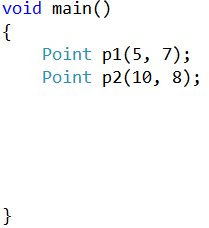 void main()
{
    Point p1(5, 7);
    Point p2(10, 8);
}